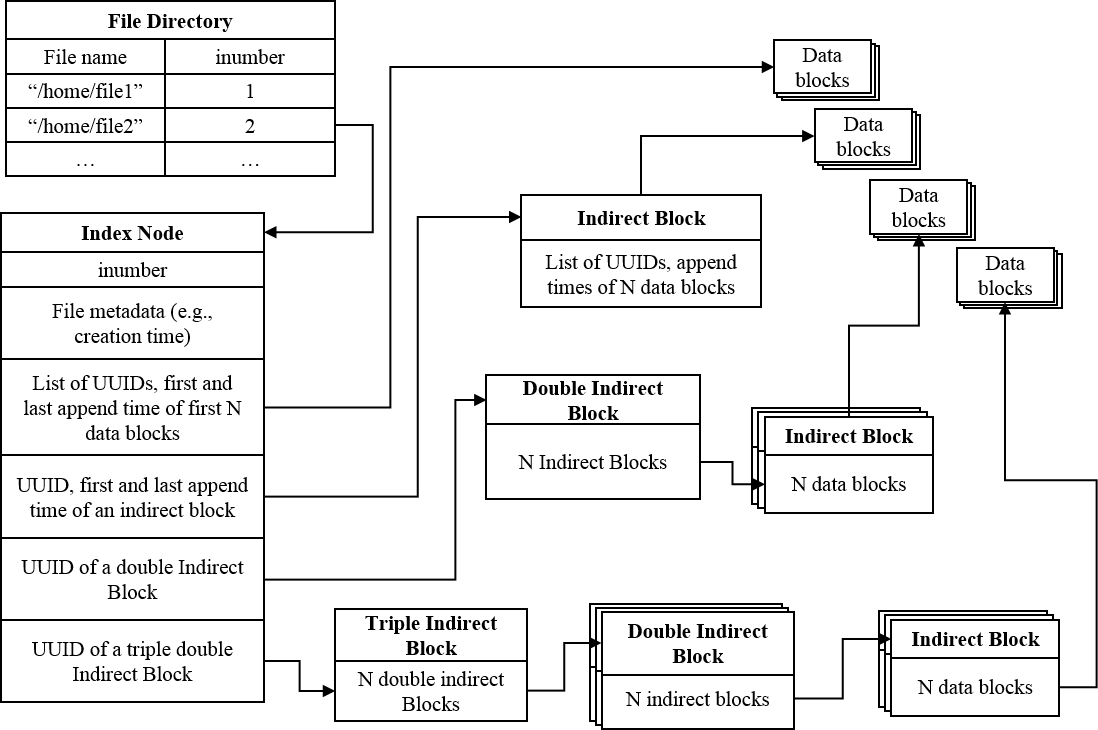 File Directory
File name inumber
“/home/file1” 1
“/home/file2” 2
… …
Index Node
inumber
File metadata (e.g.,
creation time)
List of UUIDs, first and
last append time of first N
data blocks
UUID, first and last append
time of an indirect block
UUID of a double Indirect
Block
UUID of a triple double
Indirect Block
Data
blocks
Data
blocks
Data
blocks
Data
blocks
Indirect Block
List of UUIDs, append
times of N data blocks
Double Indirect
Block
N Indirect Blocks
Indirect Block
N data blocks
Triple Indirect
Block
N double indirect
Blocks
Double Indirect
Block
N indirect blocks
Indirect Block
N data blocks